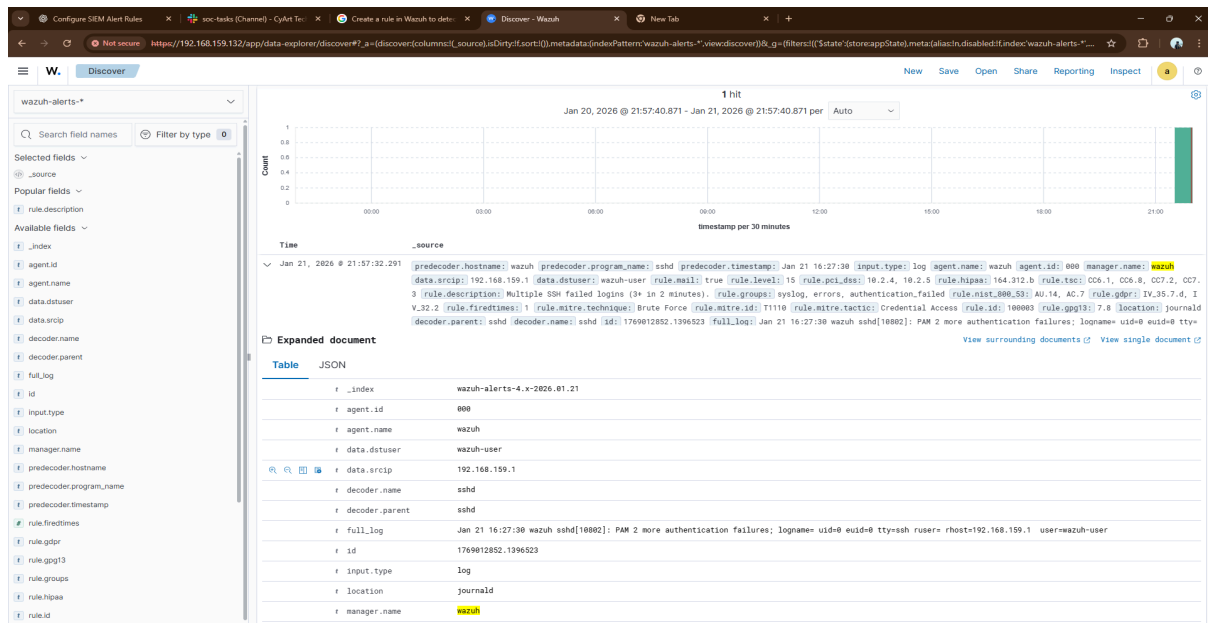 Configure SIEM Alert Rules
soc-tasks (Channel) - CyArt Tec
Create a rule in Wazuh to detec
Discover - Wazuh
New Tab
Not secure https://192.168.159.132/app/data-explorer/discover#?_a=(discover:(columns:!(_source),isDirty:!f,sort:!()),metadata:(indexPattern:'wazuh-alerts-*',view:discover))&_g=(filters:!(('$state':(store:appState),meta:(alias:!n,disabled:!f,index:'wazuh-alerts-*',...
W. Discover New Save Open Share Reporting Inspect a
wazuh-alerts-*
Search field names Filter by type 0
Selected fields
_source
Popular fields
rule.description
Available fields
_index
agent.id
agent.name
data.dstuser
data.srcip
decoder.name
decoder.parent
full_log
id
input.type
location
manager.name
predecoder.hostname
predecoder.program_name
predecoder.timestamp
rule.firedtimes
rule.gdpr
rule.gpg13
rule.groups
rule.hipaa
rule.id
1 hit
Jan 20, 2026 @ 21:57:40.871 - Jan 21, 2026 @ 21:57:40.871 per Auto
Count
1
0.8
0.6
0.4
0.2
0
00:00 03:00 06:00 09:00 12:00 15:00 18:00 21:00
timestamp per 30 minutes
Time _source
Jan 21, 2026 @ 21:57:32.291 predecoder.hostname: wazuh predecoder.program_name: sshd predecoder.timestamp: Jan 21 16:27:30 input.type: log agent.name: wazuh agent.id: 000 manager.name: wazuh
data.srcip: 192.168.159.1 data.dstuser: wazuh-user rule.mail: true rule.level: 15 rule.pci_dss: 10.2.4, 10.2.5 rule.hipaa: 164.312.b rule.tsc: CC6.1, CC6.8, CC7.2, CC7.
3 rule.description: Multiple SSH failed logins (3+ in 2 minutes). rule.groups: syslog, errors, authentication_failed rule.nist_800_53: AU.14, AC.7 rule.gdpr: IV_35.7.d, I
V_32.2 rule.firedtimes: 1 rule.mitre.technique: Brute Force rule.mitre.id: T1110 rule.mitre.tactic: Credential Access rule.id: 100003 rule.gpg13: 7.8 location: journald
decoder.parent: sshd decoder.name: sshd id: 1769012852.1396523 full_log: Jan 21 16:27:30 wazuh sshd[10802]: PAM 2 more authentication failures; logname= uid=0 euid=0 tty=
Expanded document View surrounding documents View single document
Table JSON
t _index wazuh-alerts-4.x-2026.01.21
t agent.id 000
t agent.name wazuh
t data.dstuser wazuh-user
t data.srcip 192.168.159.1
t decoder.name sshd
t decoder.parent sshd
t full_log Jan 21 16:27:30 wazuh sshd[10802]: PAM 2 more authentication failures; logname= uid=0 euid=0 tty=ssh ruser= rhost=192.168.159.1 user=wazuh-user
t id 1769012852.1396523
t input.type log
t location journald
t manager.name wazuh